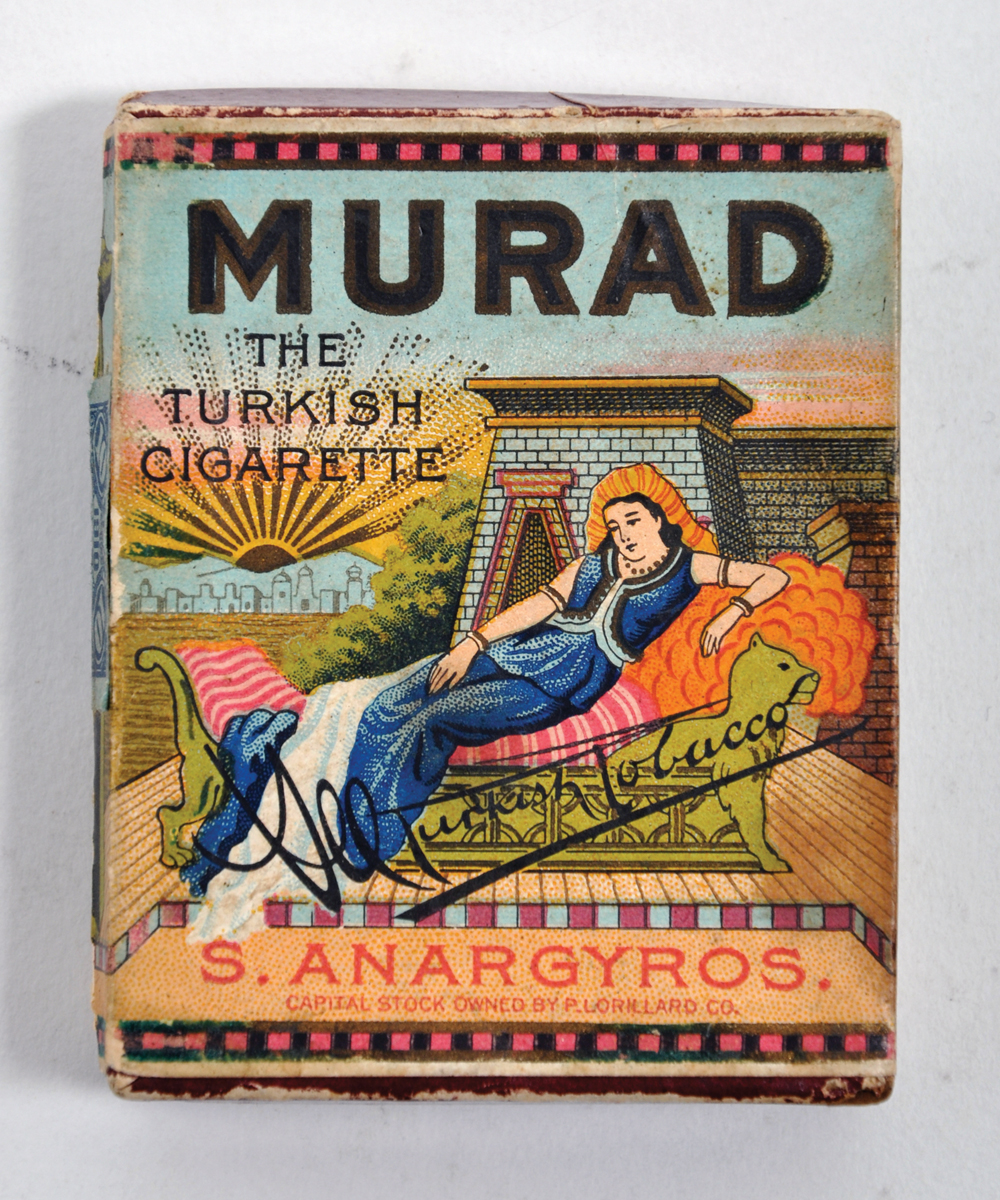 MURAD
THE
TURKISH
CIGARETTE
All Turkish Tobacco
S. ANARGYROS.
CAPITAL STOCK OWNED BY P. LORILLARD CO.